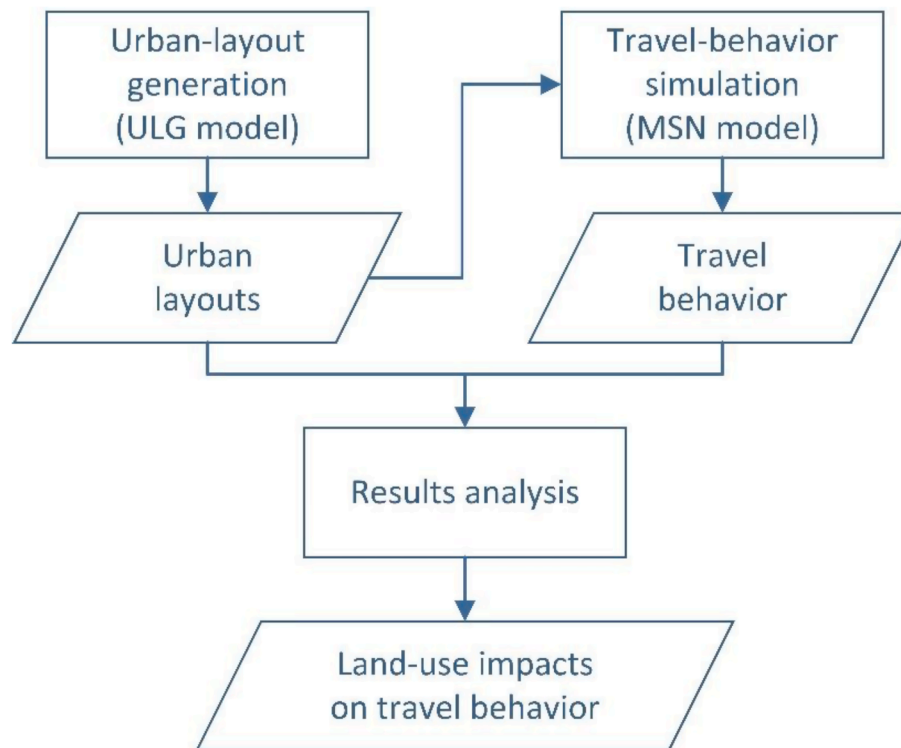 Urban-layout
generation
(ULG model)
Travel-behavior
simulation
(MSN model)
Urban
layouts
Travel
behavior
Results analysis
Land-use impacts
on travel behavior